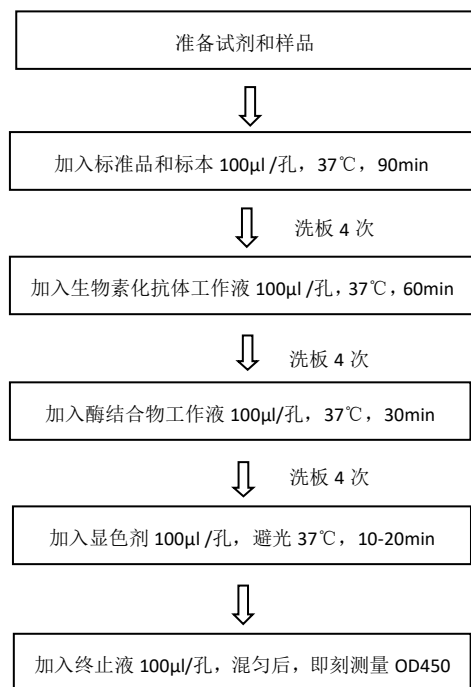 准备试剂和样品
加入标准品和标本 100µl /孔，37℃，90min
洗板 4 次
加入生物素化抗体工作液 100µl /孔，37℃，60min
洗板 4 次
加入酶结合物工作液 100µl/孔，37℃，30min
洗板 4 次
加入显色剂 100µl /孔，避光 37℃，10-20min
加入终止液 100µl/孔，混匀后，即刻测量 OD450